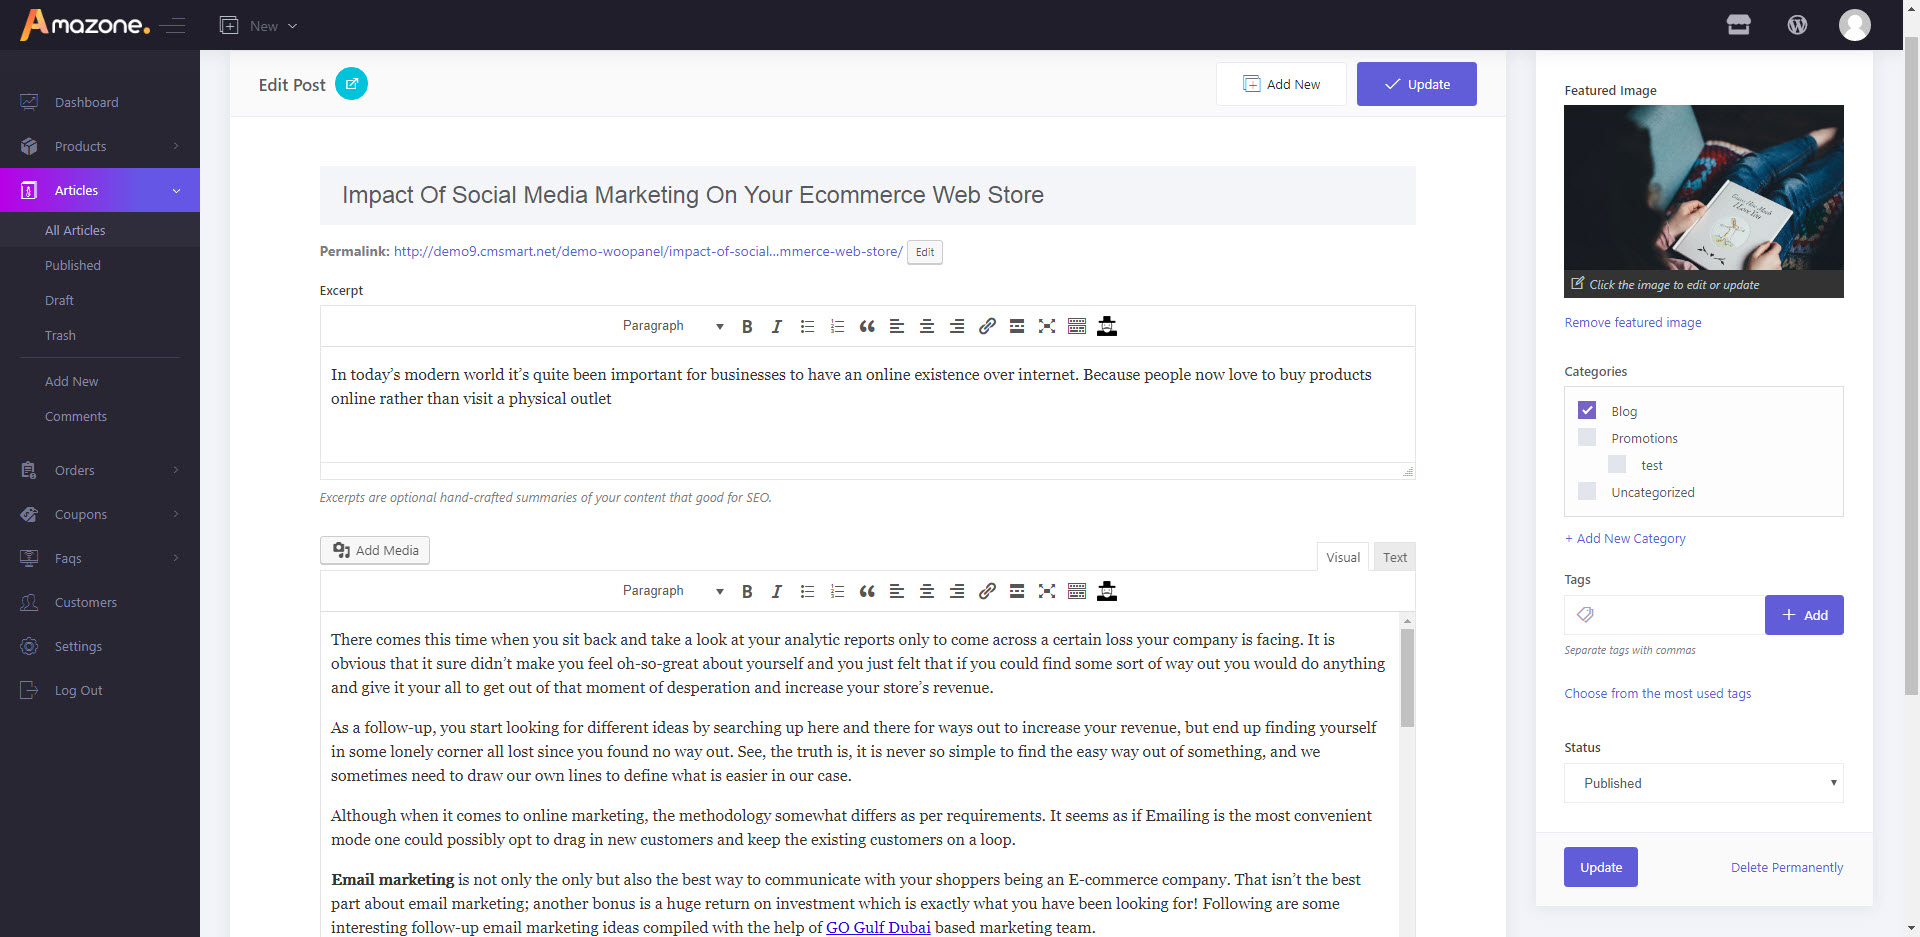 Amazone.
New
Dashboard
Products
Articles
All Articles
Published
Draft
Trash
Add New
Comments
Orders
Coupons
Faqs
Customers
Settings
Log Out
Edit Post
Add New
Update
Impact Of Social Media Marketing On Your Ecommerce Web Store
Permalink: http://demo9.cmsmart.net/demo-woopanel/impact-of-social...mmerce-web-store/ Edit
Excerpt
Paragraph
In today’s modern world it’s quite been important for businesses to have an online existence over internet. Because people now love to buy products
online rather than visit a physical outlet
Excerpts are optional hand-crafted summaries of your content that good for SEO.
Add Media
Visual Text
Paragraph
There comes this time when you sit back and take a look at your analytic reports only to come across a certain loss your company is facing. It is
obvious that it sure didn’t make you feel oh-so-great about yourself and you just felt that if you could find some sort of way out you would do anything
and give it your all to get out of that moment of desperation and increase your store’s revenue.
As a follow-up, you start looking for different ideas by searching up here and there for ways out to increase your revenue, but end up finding yourself
in some lonely corner all lost since you found no way out. See, the truth is, it is never so simple to find the easy way out of something, and we
sometimes need to draw our own lines to define what is easier in our case.
Although when it comes to online marketing, the methodology somewhat differs as per requirements. It seems as if Emailing is the most convenient
mode one could possibly opt to drag in new customers and keep the existing customers on a loop.
Email marketing is not only the only but also the best way to communicate with your shoppers being an E-commerce company. That isn’t the best
part about email marketing; another bonus is a huge return on investment which is exactly what you have been looking for! Following are some
interesting follow-up email marketing ideas compiled with the help of GO Gulf Dubai based marketing team.
Featured Image
Guess How Much
I Love You
Click the image to edit or update
Remove featured image
Categories
Blog
Promotions
test
Uncategorized
+ Add New Category
Tags
Add
Separate tags with commas
Choose from the most used tags
Status
Published
Update
Delete Permanently